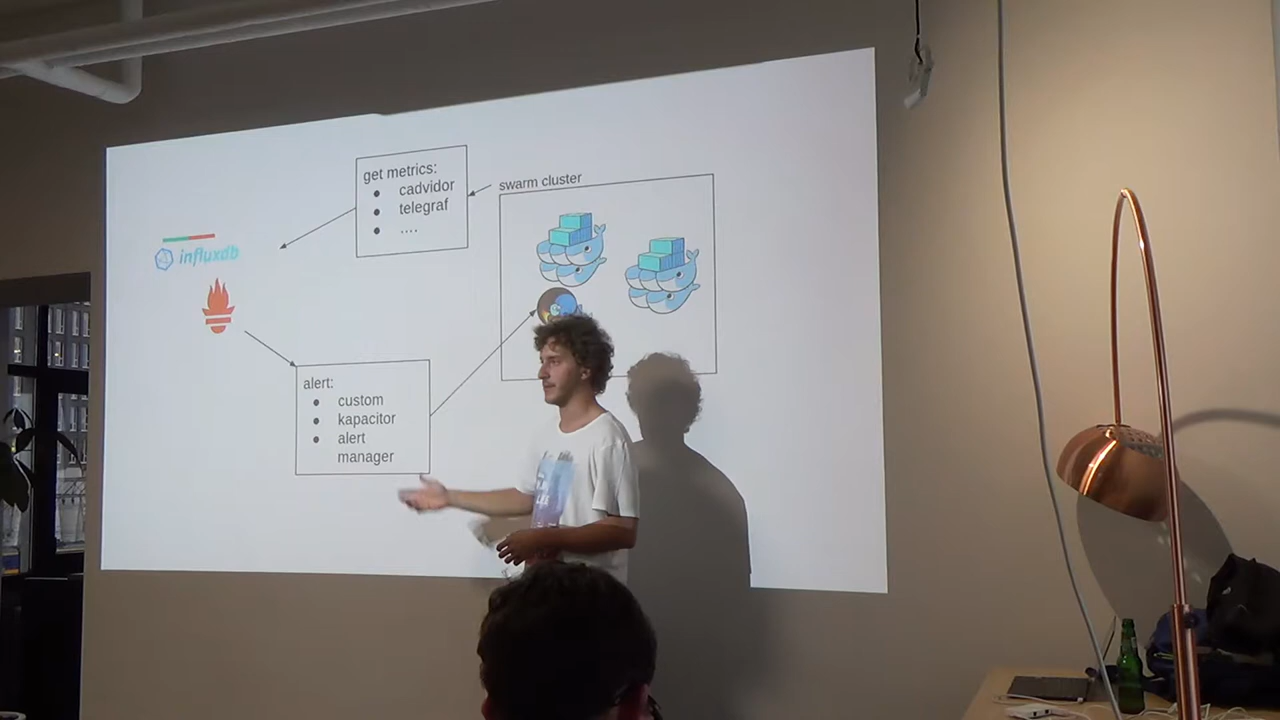 get metrics:
● cadvidor
● telegraf
● ....
swarm cluster
influxdb
alert:
● custom
● kapacitor
● alert
manager